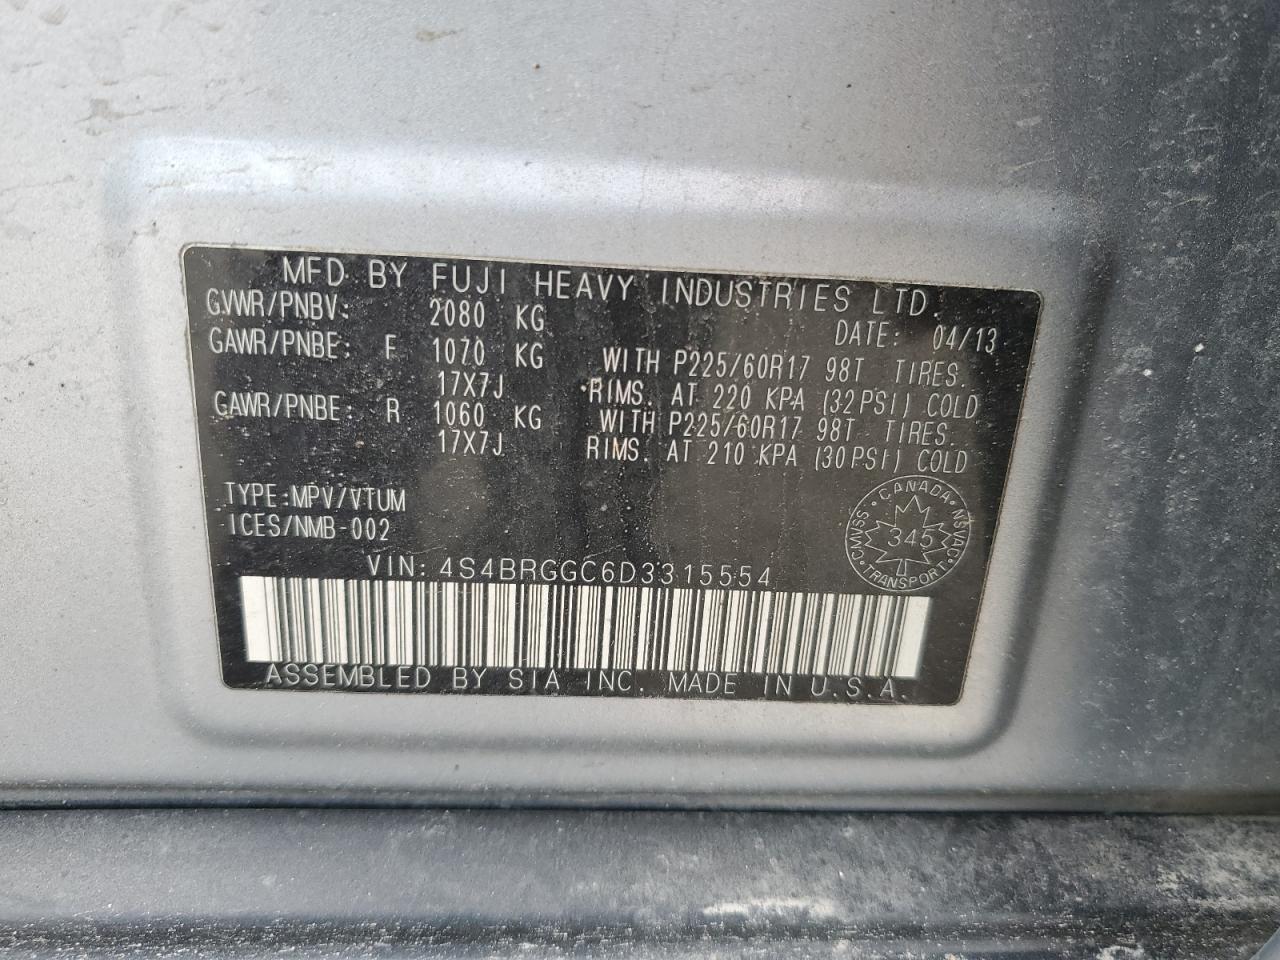 MFD BY FUJI HEAVY INDUSTRIES LTD.
GVWR/PNBV: 2080 KG DATE: 04/13
GAWR/PNBE: F 1070 KG WITH P225/60R17 98T TIRES.
17X7J RIMS. AT 220 KPA (32PSI) COLD
GAWR/PNBE: R 1060 KG WITH P225/60R17 98T TIRES.
17X7J RIMS. AT 210 KPA (30PSI) COLD
TYPE:MPV/VTUM
ICES/NMB-002
CANADA · NSVAC · TRANSPORT · CMVSS ·
345
VIN: 4S4BRGGC6D3315554
ASSEMBLED BY SIA INC. MADE IN U.S.A.